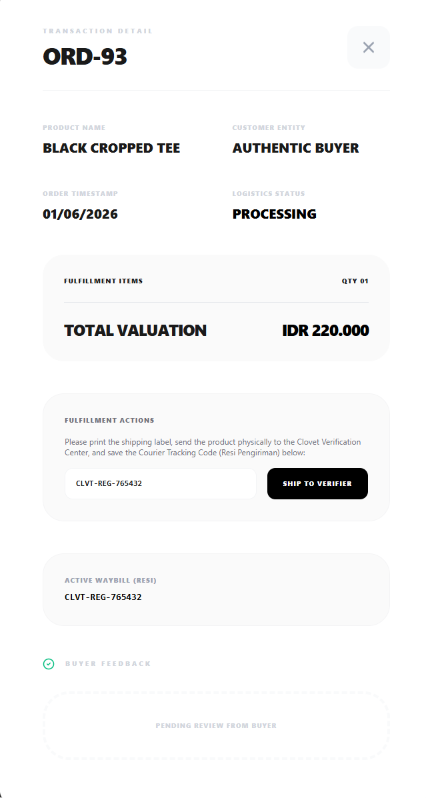 TRANSACTION DETAIL
ORD-93
PRODUCT NAME
BLACK CROPPED TEE
CUSTOMER ENTITY
AUTHENTIC BUYER
ORDER TIMESTAMP
01/06/2026
LOGISTICS STATUS
PROCESSING
FULFILLMENT ITEMS
QTY 01
TOTAL VALUATION
IDR 220.000
FULFILLMENT ACTIONS
Please print the shipping label, send the product physically to the Clovet Verification
Center, and save the Courier Tracking Code (Resi Pengiriman) below:
CLVT-REG-765432
SHIP TO VERIFIER
ACTIVE WAYBILL (RESI)
CLVT-REG-765432
BUYER FEEDBACK
PENDING REVIEW FROM BUYER